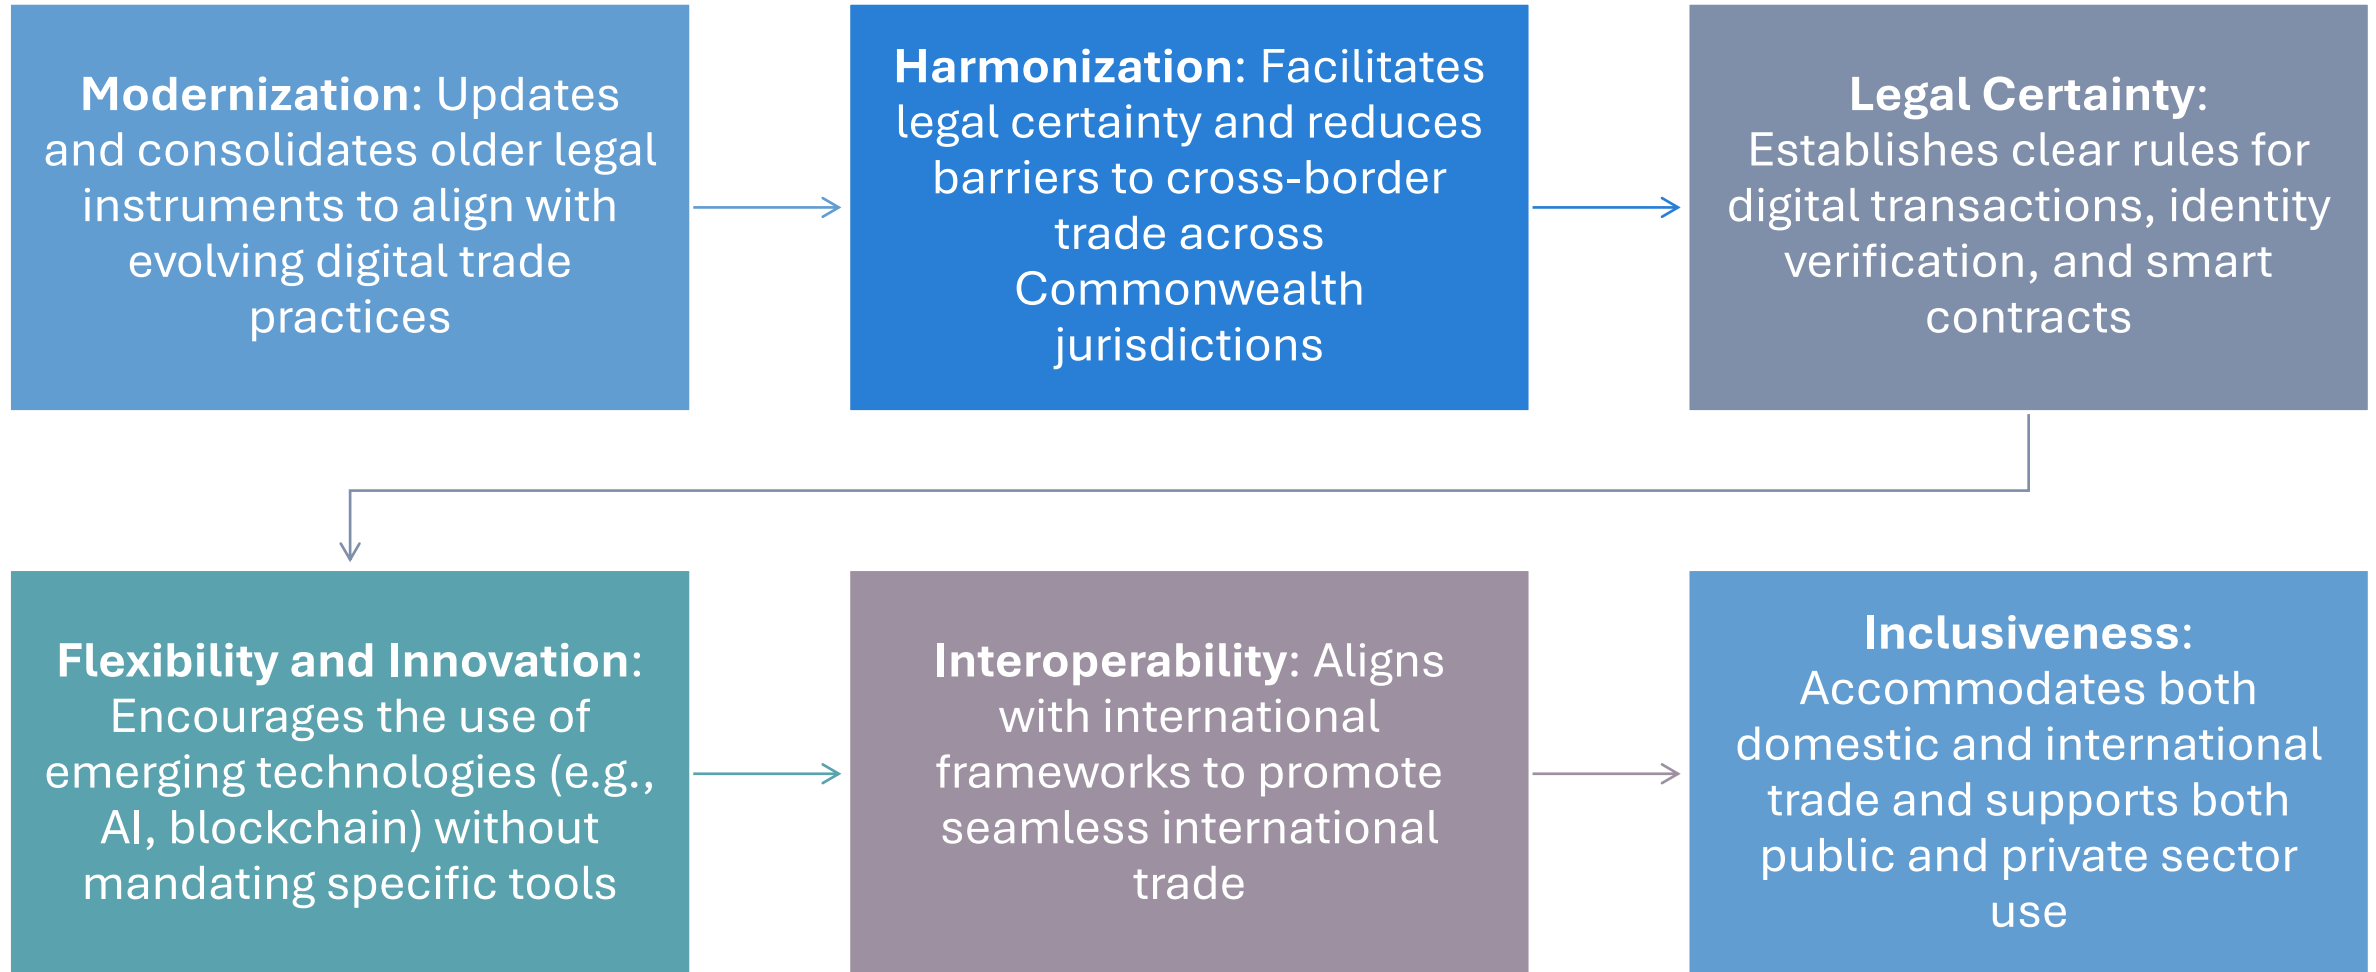 Modernization: Updates
and consolidates older legal
instruments to align with
evolving digital trade
practices
Harmonization: Facilitates
legal certainty and reduces
barriers to cross-border
trade across
Commonwealth
jurisdictions
Legal Certainty:
Establishes clear rules for
digital transactions, identity
verification, and smart
contracts
Flexibility and Innovation:
Encourages the use of
emerging technologies (e.g.,
AI, blockchain) without
mandating specific tools
Interoperability: Aligns
with international
frameworks to promote
seamless international
trade
Inclusiveness:
Accommodates both
domestic and international
trade and supports both
public and private sector
use